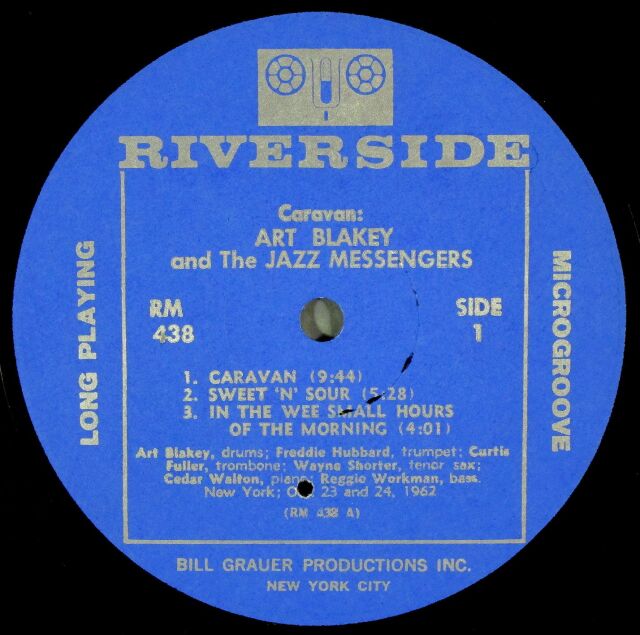 RIVERSIDE
Caravan:
ART BLAKEY
and The JAZZ MESSENGERS
LONG PLAYING
MICROGROOVE
RM
438
SIDE
1
1. CARAVAN (9:44)
2. SWEET 'N' SOUR (5:28)
3. IN THE WEE SMALL HOURS
OF THE MORNING (4:01)
Art Blakey, drums; Freddie Hubbard, trumpet; Curtis
Fuller, trombone; Wayne Shorter, tenor sax;
Cedar Walton, piano; Reggie Workman, bass.
New York; 23 and 24, 1962
(RM 438 A)
BILL GRAUER PRODUCTIONS INC.
NEW YORK CITY